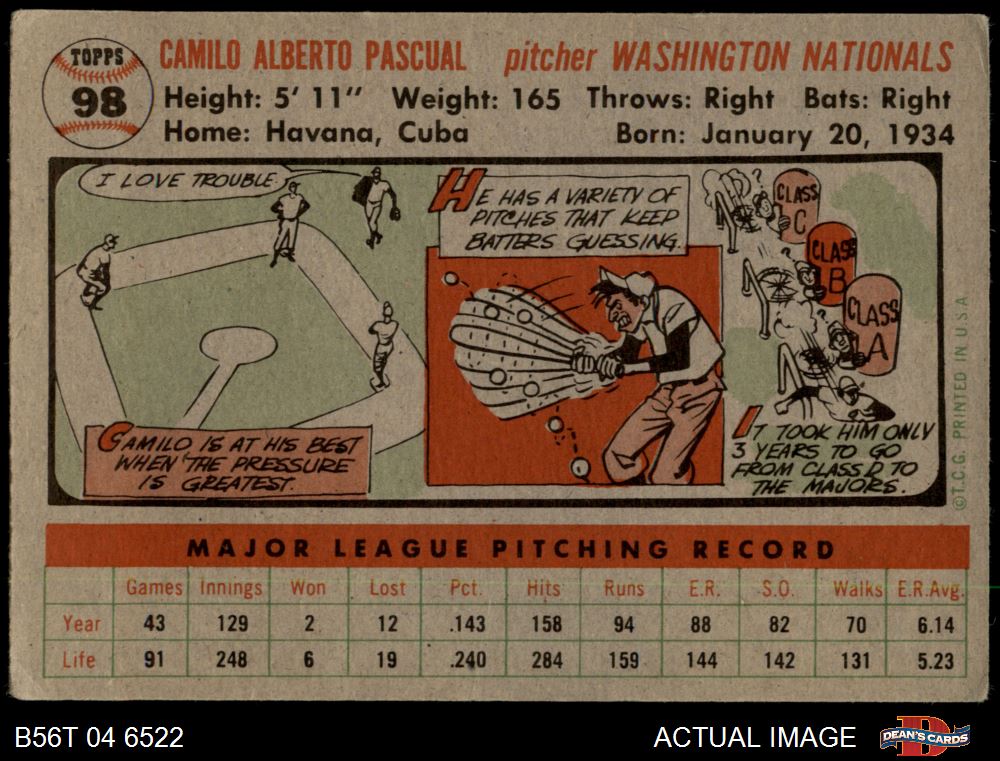 TOPPS
98
CAMILO ALBERTO PASCUAL pitcher WASHINGTON NATIONALS
Height: 5' 11" Weight: 165 Throws: Right Bats: Right
Home: Havana, Cuba Born: January 20, 1934
I LOVE TROUBLE.
CAMILO IS AT HIS BEST
WHEN THE PRESSURE
IS GREATEST.
HE HAS A VARIETY OF
PITCHES THAT KEEP
BATTERS GUESSING.
?
CLASS
C
CLASS
B
CLASS
A
IT TOOK HIM ONLY
3 YEARS TO GO
FROM CLASS D TO
THE MAJORS.
©T.C.G. PRINTED IN U.S.A.
MAJOR LEAGUE PITCHING RECORD
Games Innings Won Lost Pct. Hits Runs E.R. S.O. Walks E.R.Avg.
Year 43 129 2 12 .143 158 94 88 82 70 6.14
Life 91 248 6 19 .240 284 159 144 142 131 5.23
B56T 04 6522
ACTUAL IMAGE
D
DEAN'S CARDS